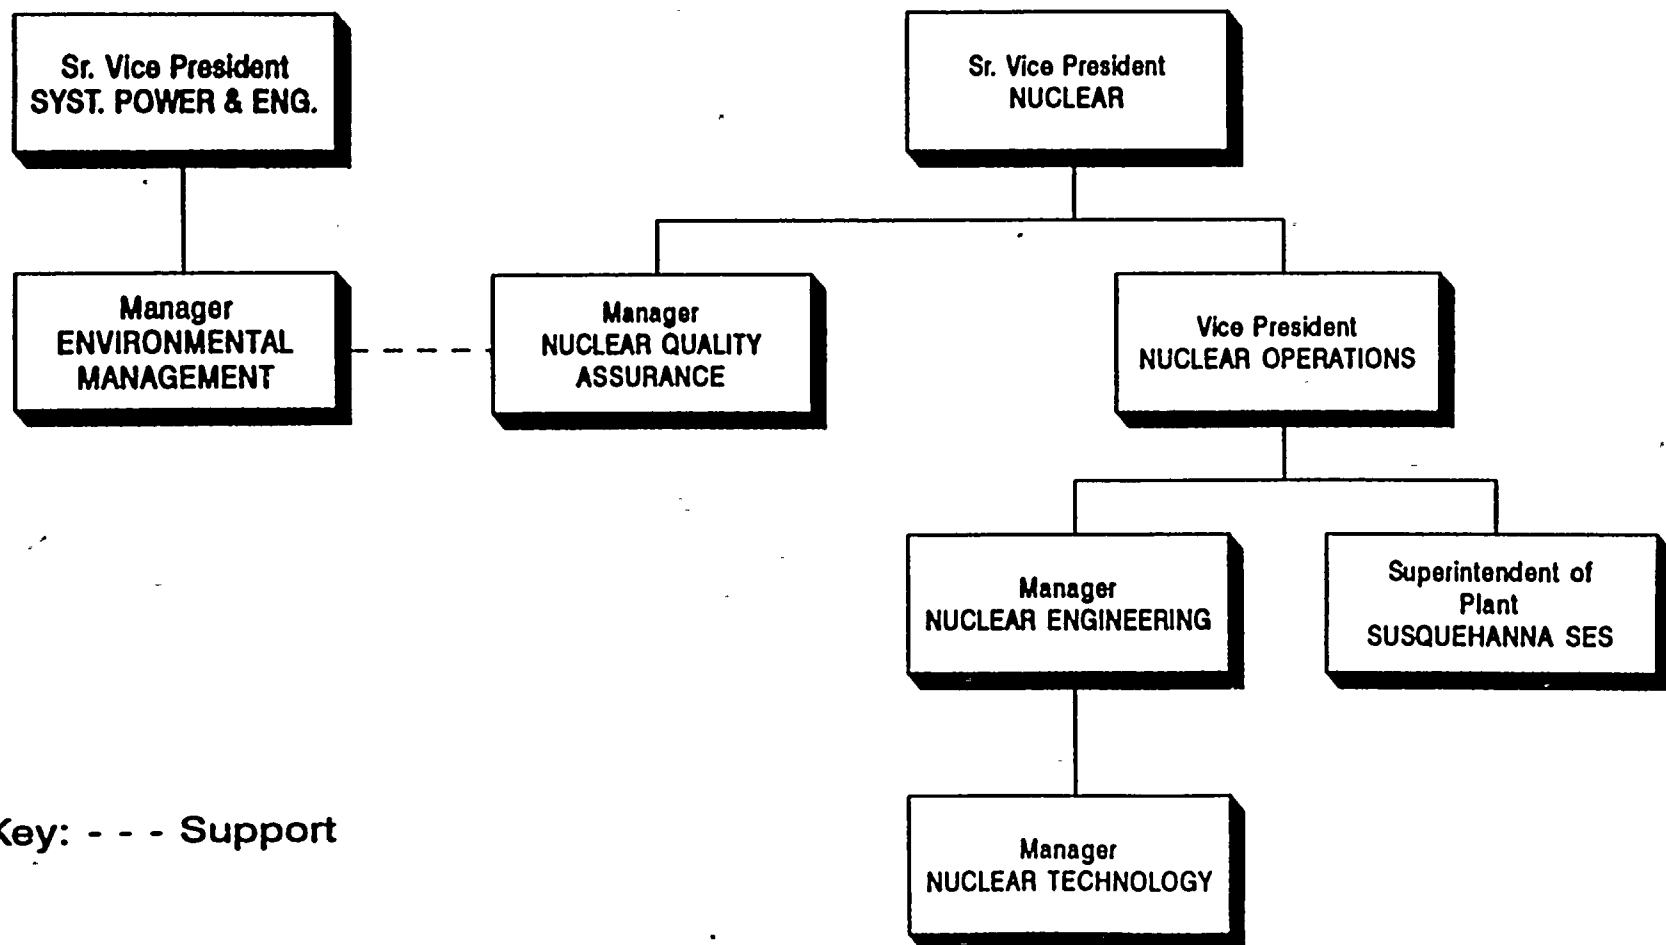 Sr. Vice President
SYST. POWER & ENG.
Sr. Vice President
NUCLEAR
Manager
ENVIRONMENTAL
MANAGEMENT
Manager
NUCLEAR QUALITY
ASSURANCE
Vice President
NUCLEAR OPERATIONS
Manager
NUCLEAR ENGINEERING
Superintendent of
Plant
SUSQUEHANNA SES
Key: - - - Support
Manager
NUCLEAR TECHNOLOGY